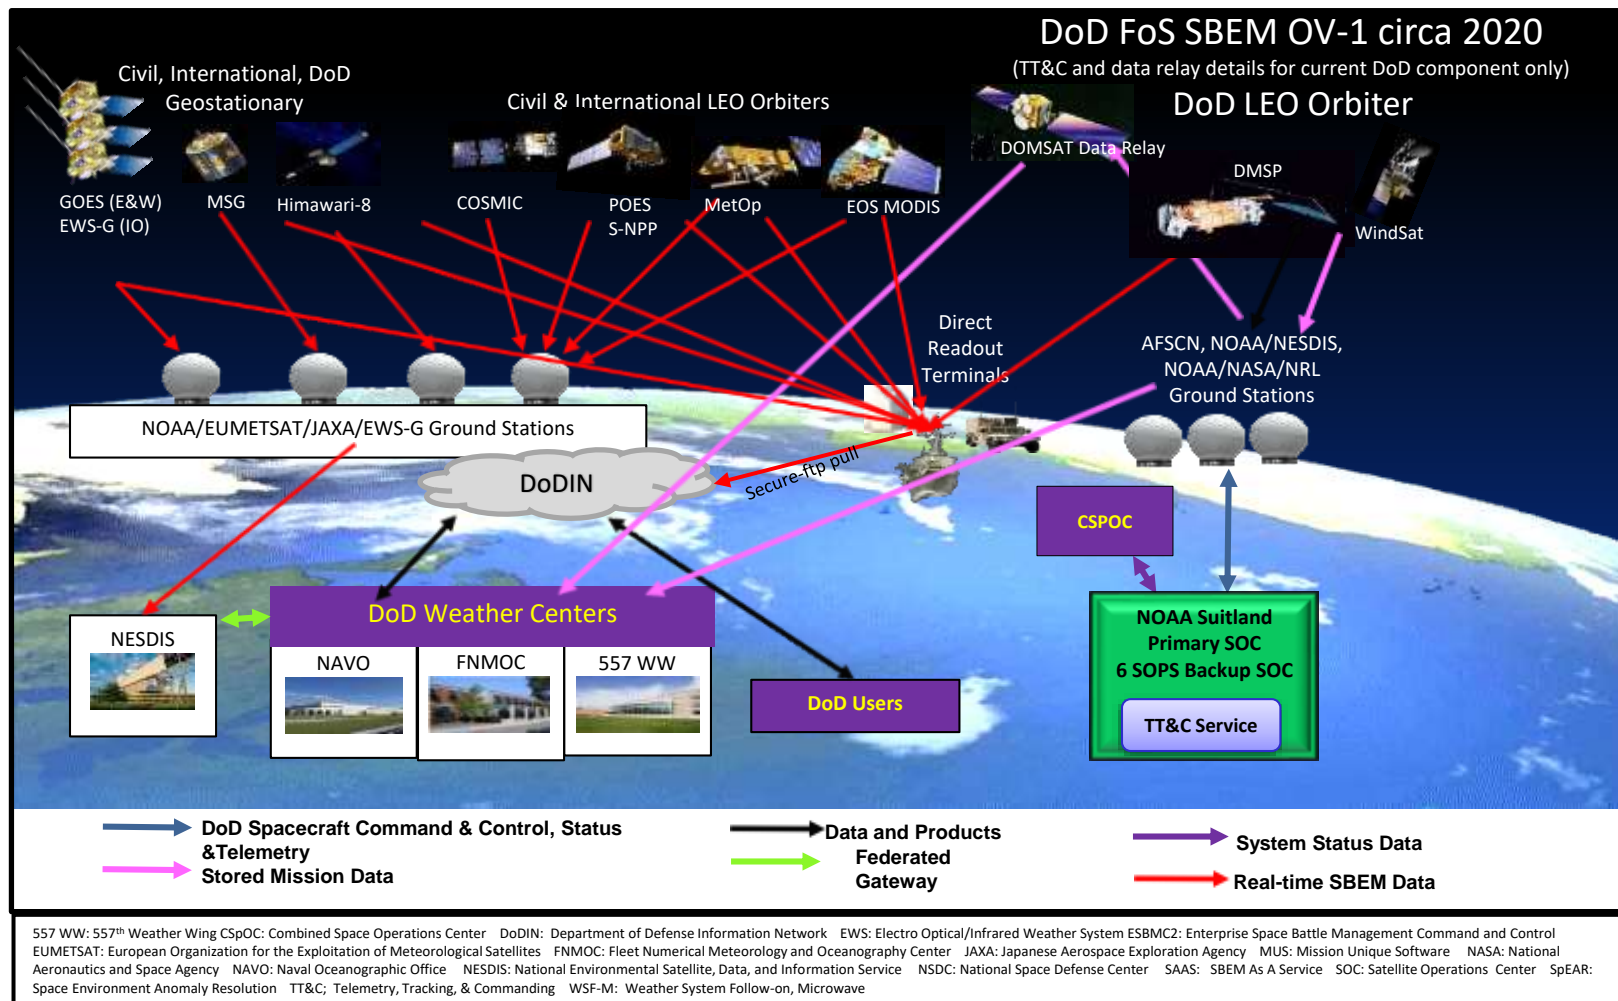 DoD FoS SBEM OV-1 circa 2020
(TT&C and data relay details for current DoD component only)
DoD LEO Orbiter
Civil, International, DoD
Geostationary
Civil & International LEO Orbiters
DOMSAT Data Relay
DMSP
WindSat
GOES (E&W)
EWS-G (IO)
MSG
Himawari-8
COSMIC
POES
S-NPP
MetOp
EOS MODIS
Direct
Readout
Terminals
AFSCN, NOAA/NESDIS,
NOAA/NASA/NRL
Ground Stations
NOAA/EUMETSAT/JAXA/EWS-G Ground Stations
DoDIN
Secure-ftp pull
CSPOC
NESDIS
DoD Weather Centers
NAVO
FNMOC
557 WW
DoD Users
NOAA Suitland
Primary SOC
6 SOPS Backup SOC
TT&C Service
DoD Spacecraft Command & Control, Status
&Telemetry
Stored Mission Data
Data and Products
Federated
Gateway
System Status Data
Real-time SBEM Data
557 WW: 557th Weather Wing CSpOC: Combined Space Operations Center DoDIN: Department of Defense Information Network EWS: Electro Optical/Infrared Weather System ESBMC2: Enterprise Space Battle Management Command and Control
EUMETSAT: European Organization for the Exploitation of Meteorological Satellites FNMOC: Fleet Numerical Meteorology and Oceanography Center JAXA: Japanese Aerospace Exploration Agency MUS: Mission Unique Software NASA: National
Aeronautics and Space Agency NAVO: Naval Oceanographic Office NESDIS: National Environmental Satellite, Data, and Information Service NSDC: National Space Defense Center SAAS: SBEM As A Service SOC: Satellite Operations Center SpEAR:
Space Environment Anomaly Resolution TT&C; Telemetry, Tracking, & Commanding WSF-M: Weather System Follow-on, Microwave